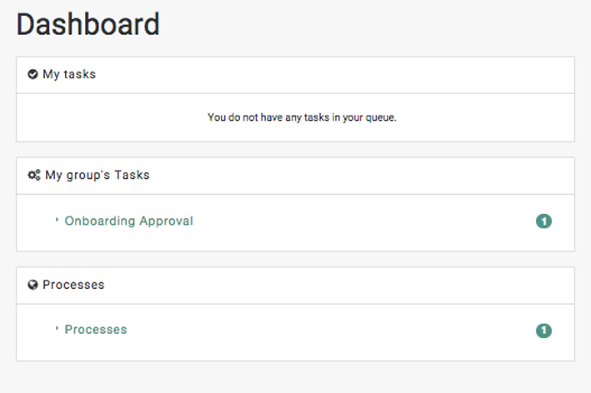 Dashboard
My tasks
You do not have any tasks in your queue.
My group's Tasks
Onboarding Approval 1
Processes
Processes 1